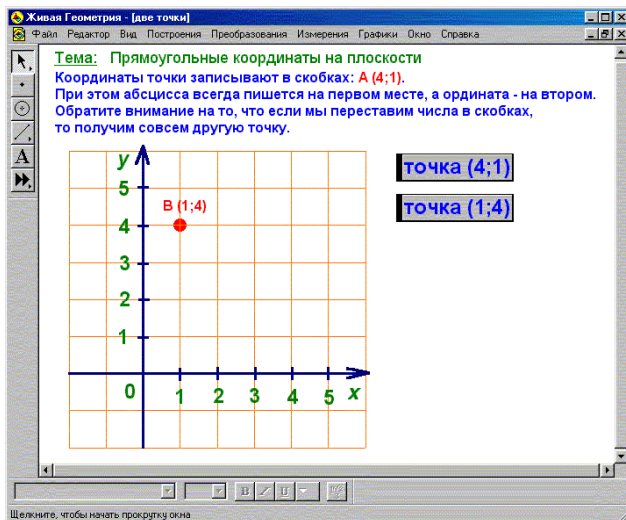 Живая Геометрия - [две точки]
Файл Редактор Вид Построения Преобразования Измерения Графики Окно Справка
Тема: Прямоугольные координаты на плоскости
Координаты точки записывают в скобках: A (4;1).
При этом абсцисса всегда пишется на первом месте, а ордината - на втором.
Обратите внимание на то, что если мы переставим числа в скобках,
то получим совсем другую точку.
A
y
5
4
3
2
1
B (1;4)
0
1 2 3 4 5 x
точка (4;1)
точка (1;4)
B I U
Щелкните, чтобы начать прокрутку окна